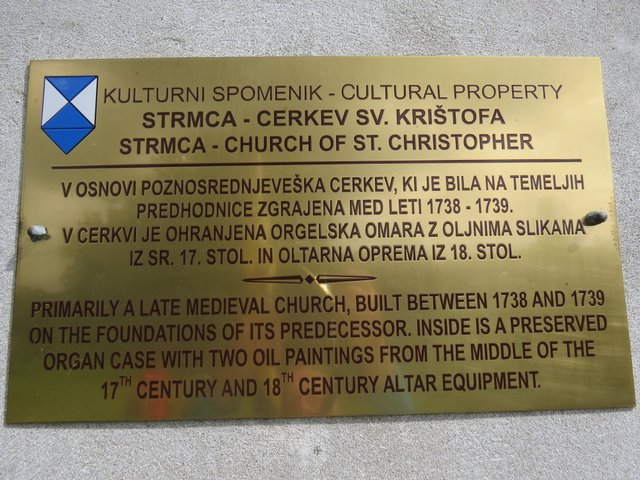 KULTURNI SPOMENIK - CULTURAL PROPERTY
STRMCA - CERKEV SV. KRIŠTOFA
STRMCA - CHURCH OF ST. CHRISTOPHER
V OSNOVI POZNOSREDNJEVEŠKA CERKEV, KI JE BILA NA TEMELJIH
PREDHODNICE ZGRAJENA MED LETI 1738 - 1739.
V CERKVI JE OHRANJENA ORGELSKA OMARA Z OLJNIMA SLIKAMA
IZ SR. 17. STOL. IN OLTARNA OPREMA IZ 18. STOL.
PRIMARILY A LATE MEDIEVAL CHURCH, BUILT BETWEEN 1738 AND 1739
ON THE FOUNDATIONS OF ITS PREDECESSOR. INSIDE IS A PRESERVED
ORGAN CASE WITH TWO OIL PAINTINGS FROM THE MIDDLE OF THE
17TH CENTURY AND 18TH CENTURY ALTAR EQUIPMENT.